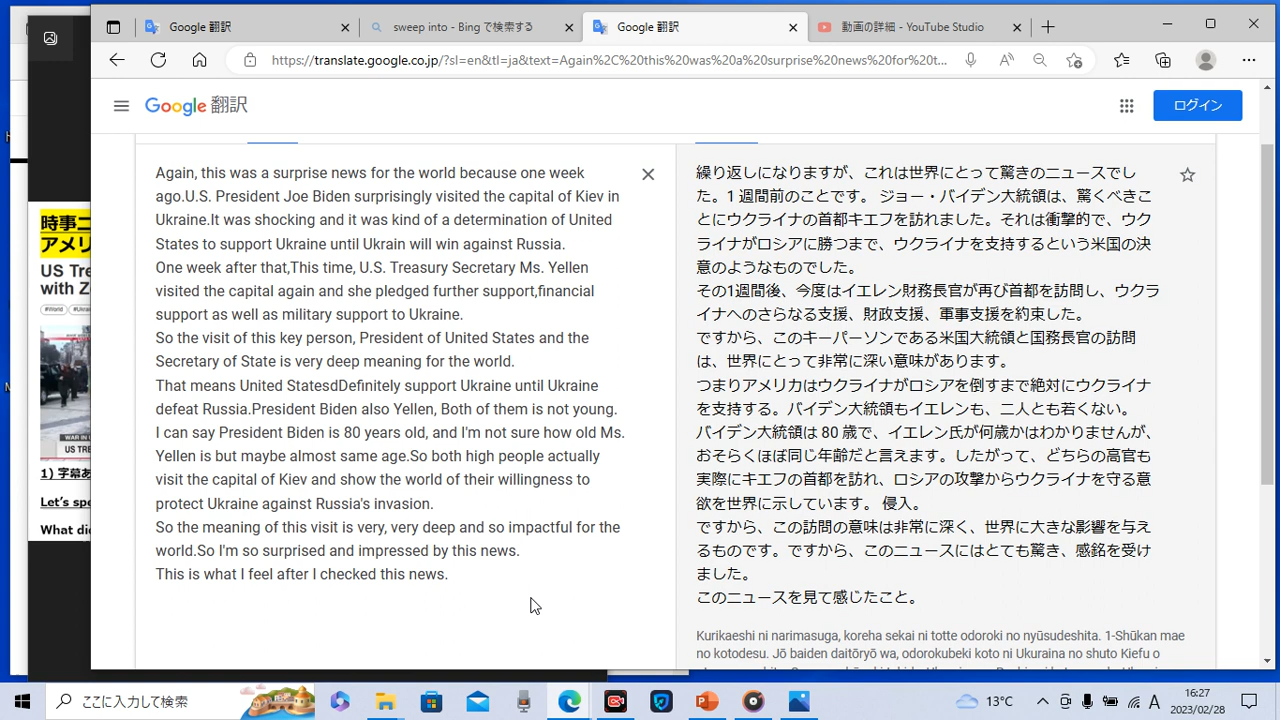 Google 翻訳
sweep into - Bing で検索する
Google 翻訳
動画の詳細 - YouTube Studio
https://translate.google.co.jp/?sl=en&tl=ja&text=Again%2C%20this%20was%20a%20surprise%20news%20for%20t...
Google 翻訳
ログイン
Again, this was a surprise news for the world because one week
ago.U.S. President Joe Biden surprisingly visited the capital of Kiev in
Ukraine.It was shocking and it was kind of a determination of United
States to support Ukraine until Ukrain will win against Russia.
One week after that,This time, U.S. Treasury Secretary Ms. Yellen
visited the capital again and she pledged further support,financial
support as well as military support to Ukraine.
So the visit of this key person, President of United States and the
Secretary of State is very deep meaning for the world.
That means United StatesdDefinitely support Ukraine until Ukraine
defeat Russia.President Biden also Yellen, Both of them is not young.
I can say President Biden is 80 years old, and I'm not sure how old Ms.
Yellen is but maybe almost same age.So both high people actually
visit the capital of Kiev and show the world of their willingness to
protect Ukraine against Russia's invasion.
So the meaning of this visit is very, very deep and so impactful for the
world.So I'm so surprised and impressed by this news.
This is what I feel after I checked this news.
繰り返しになりますが、これは世界にとって驚きのニュースでし
た。1 週間前のことです。 ジョー・バイデン大統領は、驚くべきこ
とにウクライナの首都キエフを訪れました。それは衝撃的で、ウク
ライナがロシアに勝つまで、ウクライナを支持するという米国の決
意のようなものでした。
その1週間後、今度はイエレン財務長官が再び首都を訪問し、ウクラ
イナへのさらなる支援、財政支援、軍事支援を約束した。
ですから、このキーパーソンである米国大統領と国務長官の訪問
は、世界にとって非常に深い意味があります。
つまりアメリカはウクライナがロシアを倒すまで絶対にウクライナ
を支持する。バイデン大統領もイエレンも、二人とも若くない。
バイデン大統領は 80 歳で、イエレン氏が何歳かはわかりませんが、
おそらくほぼ同じ年齢だと言えます。したがって、どちらの高官も
実際にキエフの首都を訪れ、ロシアの攻撃からウクライナを守る意
欲を世界に示しています。 侵入。
ですから、この訪問の意味は非常に深く、世界に大きな影響を与え
るものです。ですから、このニュースにはとても驚き、感銘を受け
ました。
このニュースを見て感じたこと。
Kurikaeshi ni narimasuga, koreha sekai ni totte odoroki no nyūsudeshita. 1-Shūkan mae
no kotodesu. Jō baiden daitōryō wa, odorokubeki koto ni Ukuraina no shuto Kiefu o
時事ニ
アメリ
US Tre
with Z
#World
WAR IN
US TRE
1) 字幕あ
Let's spe
What did
ここに入力して検索
13°C
A
16:27
2023/02/28